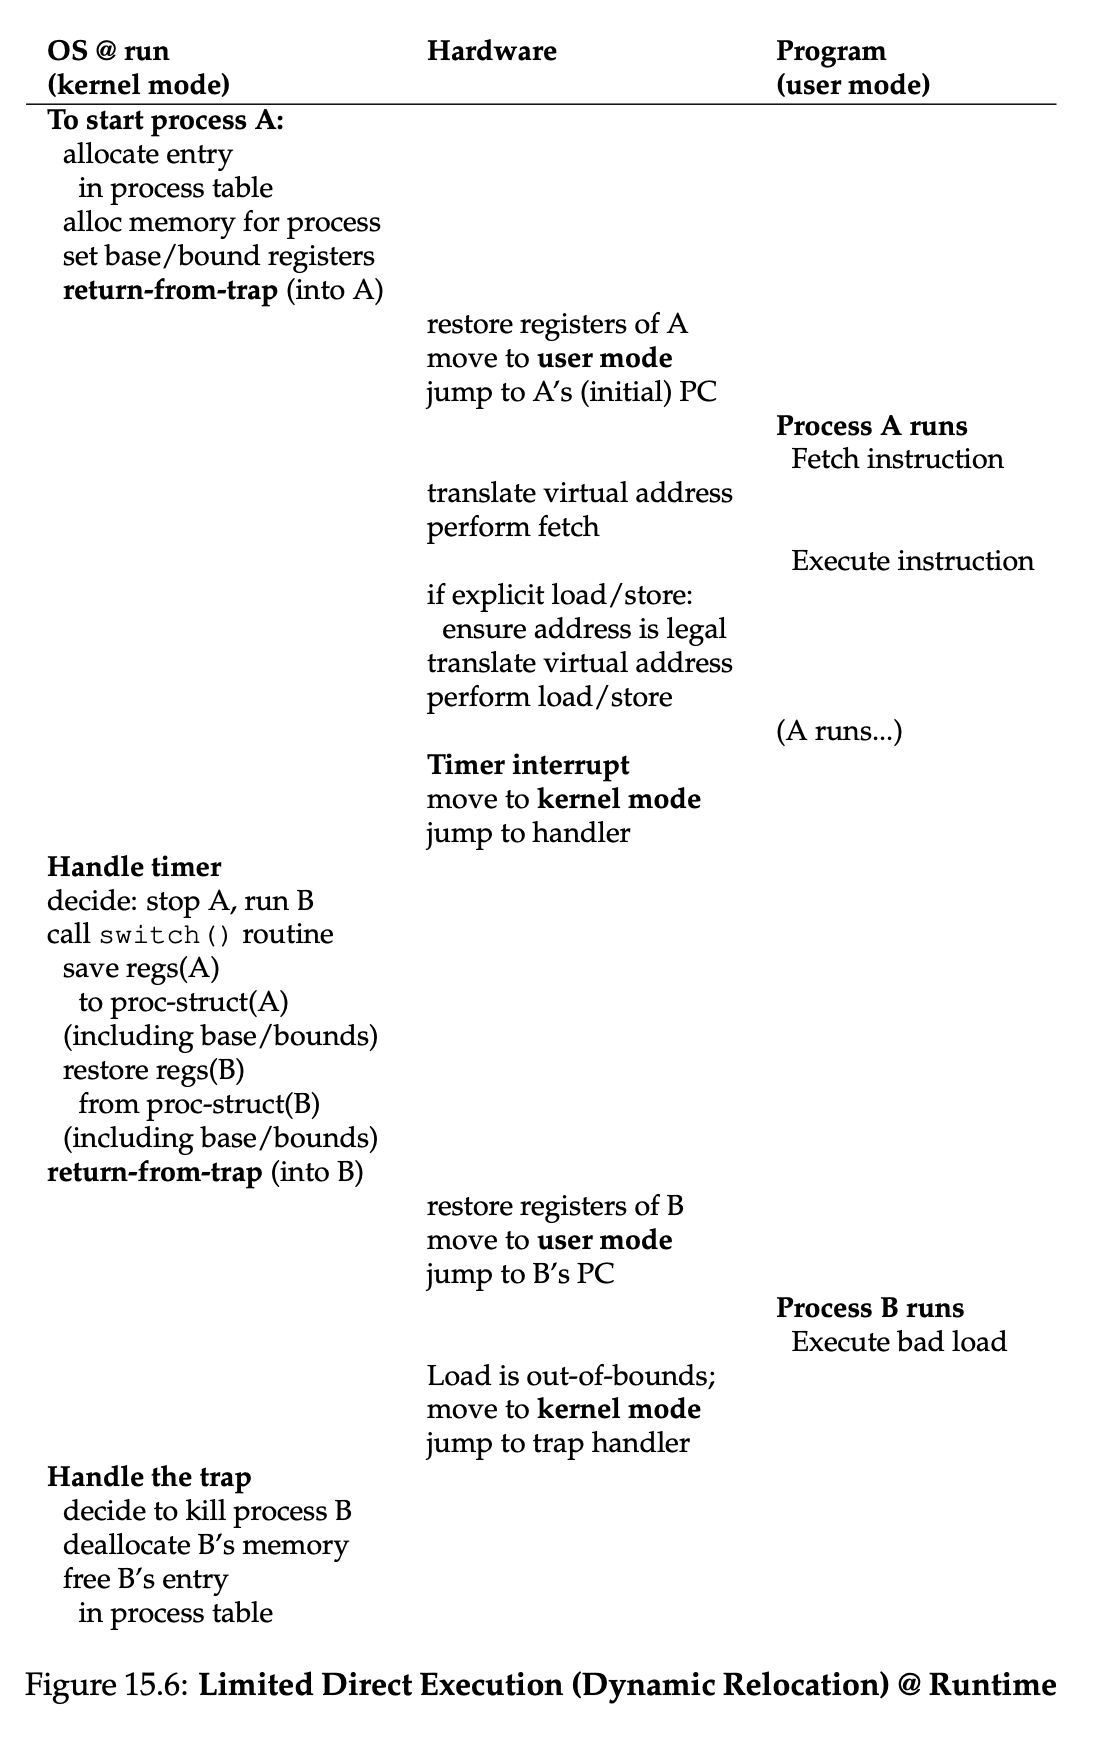 OS @ run Hardware Program
(kernel mode) (user mode)
To start process A:
allocate entry
in process table
alloc memory for process
set base/bound registers
return-from-trap (into A)
restore registers of A
move to user mode
jump to A's (initial) PC
Process A runs
Fetch instruction
translate virtual address
perform fetch
Execute instruction
if explicit load/store:
ensure address is legal
translate virtual address
perform load/store
(A runs...)
Timer interrupt
move to kernel mode
jump to handler
Handle timer
decide: stop A, run B
call switch() routine
save regs(A)
to proc-struct(A)
(including base/bounds)
restore regs(B)
from proc-struct(B)
(including base/bounds)
return-from-trap (into B)
restore registers of B
move to user mode
jump to B's PC
Process B runs
Execute bad load
Load is out-of-bounds;
move to kernel mode
jump to trap handler
Handle the trap
decide to kill process B
deallocate B's memory
free B's entry
in process table
Figure 15.6: Limited Direct Execution (Dynamic Relocation) @ Runtime